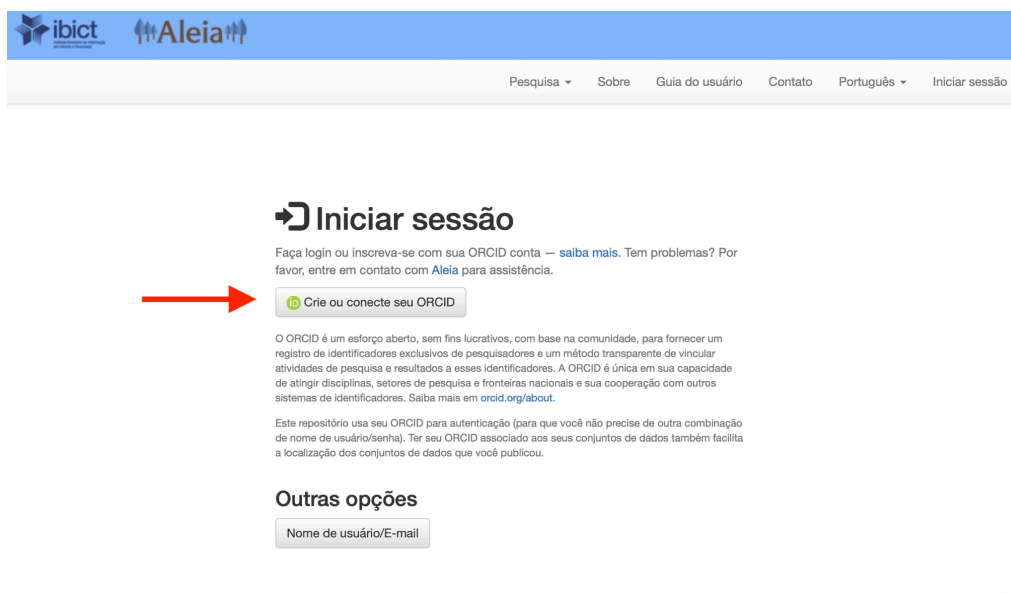 ibict
Aleia
Pesquisa
Sobre
Guia do usuário
Contato
Português
Iniciar sessão
Iniciar sessão
Faça login ou inscreva-se com sua ORCID conta — saiba mais. Tem problemas? Por
favor, entre em contato com Aleia para assistência.
iD Crie ou conecte seu ORCID
O ORCID é um esforço aberto, sem fins lucrativos, com base na comunidade, para fornecer um
registro de identificadores exclusivos de pesquisadores e um método transparente de vincular
atividades de pesquisa e resultados a esses identificadores. A ORCID é única em sua capacidade
de atingir disciplinas, setores de pesquisa e fronteiras nacionais e sua cooperação com outros
sistemas de identificadores. Saiba mais em orcid.org/about.
Este repositório usa seu ORCID para autenticação (para que você não precise de outra combinação
de nome de usuário/senha). Ter seu ORCID associado aos seus conjuntos de dados também facilita
a localização dos conjuntos de dados que você publicou.
Outras opções
Nome de usuário/E-mail